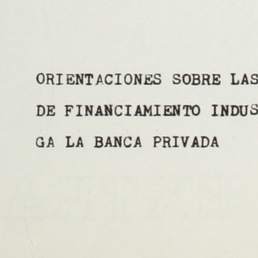 ORIENTACIONES SOBRE LAS
DE FINANCIAMIENTO INDUS
GA LA BANCA PRIVADA